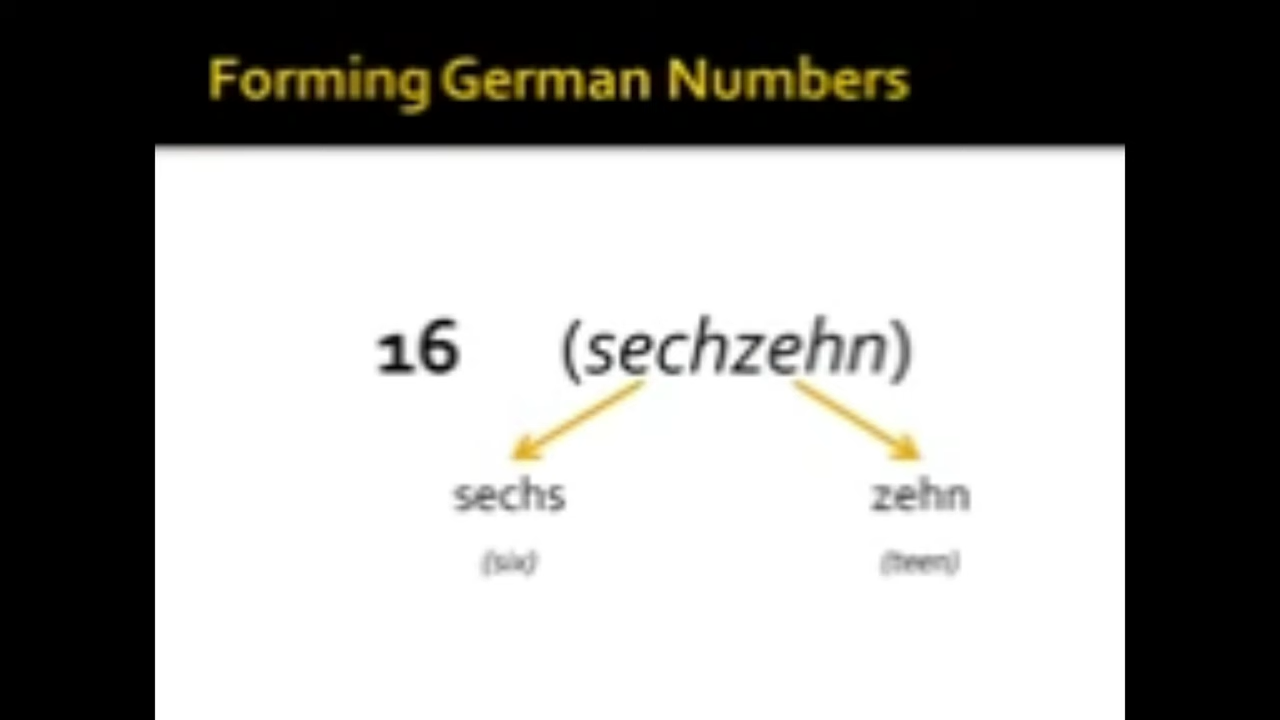 Forming German Numbers
16 (sechzehn)
sechs zehn
(six) (teen)